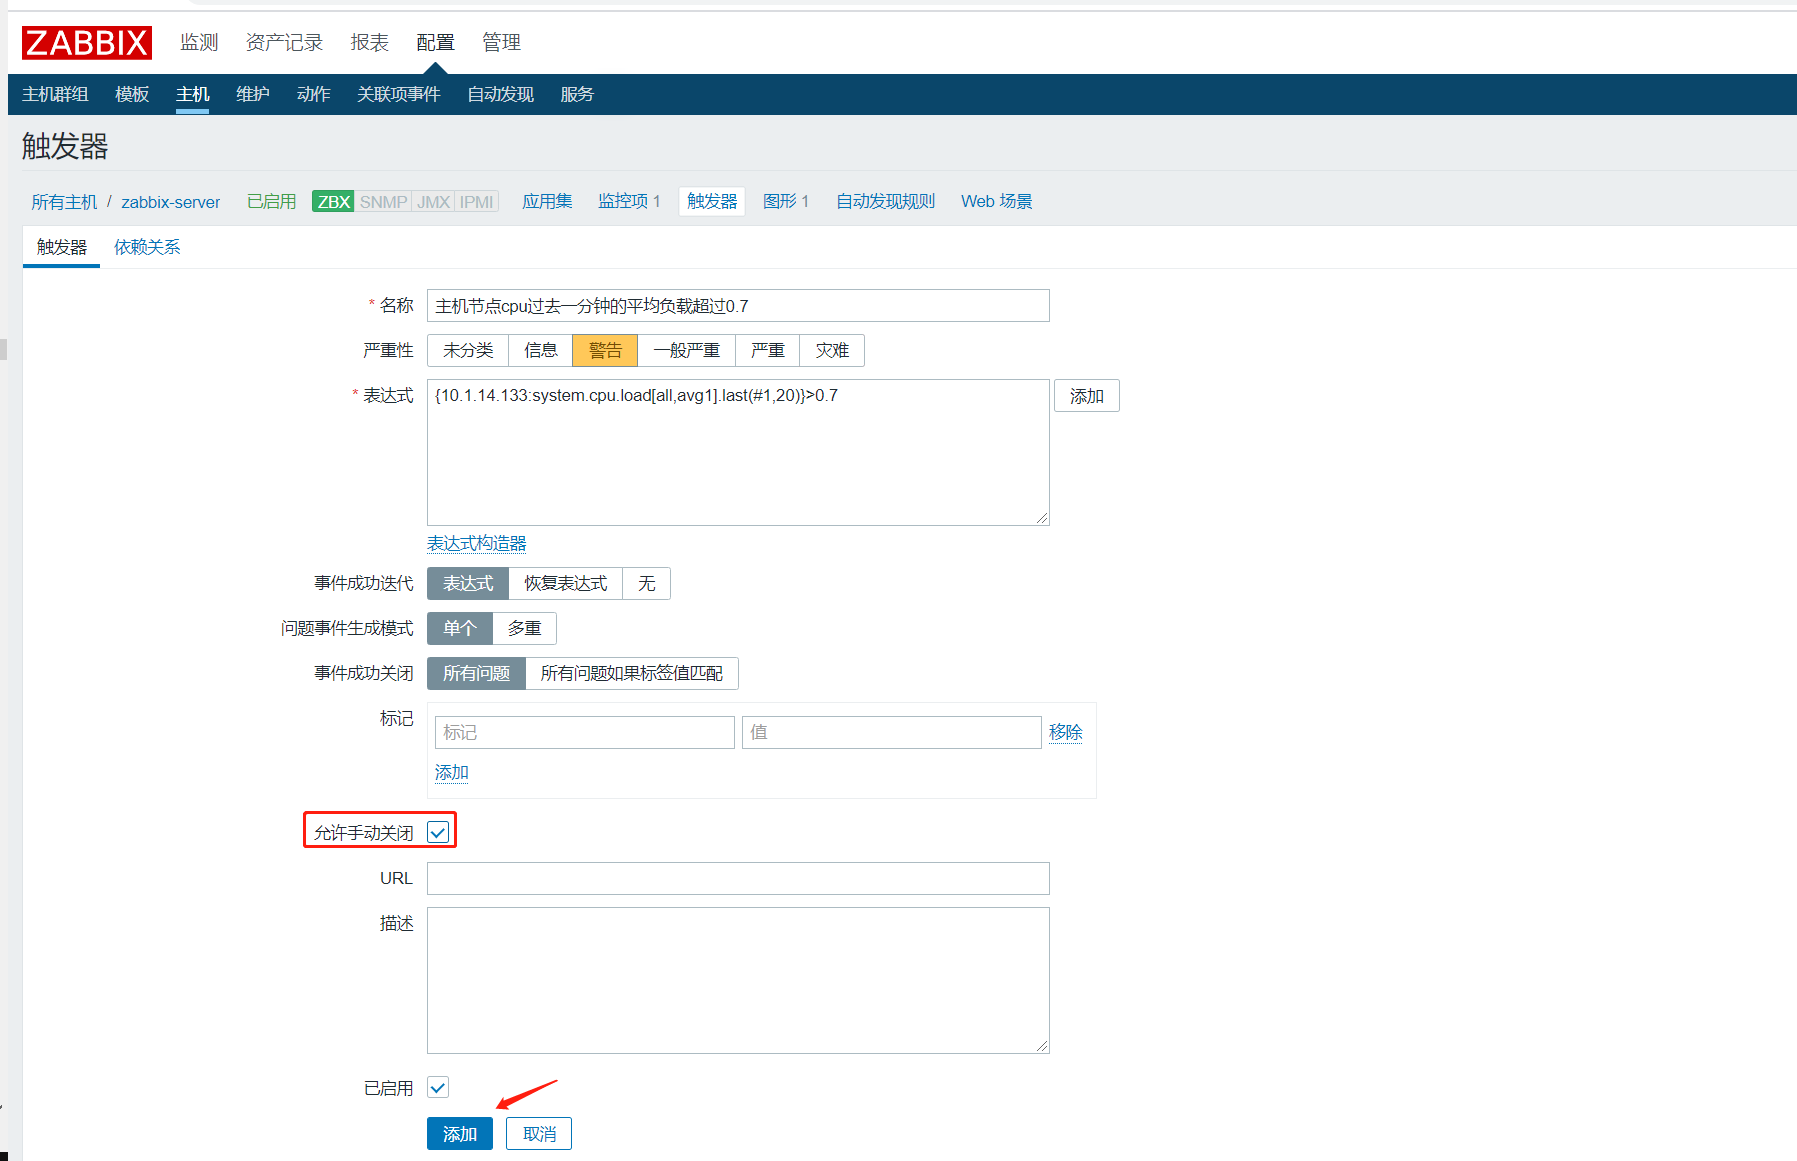 ZABBIX 监测 资产记录 报表 配置 管理
主机群组 模板 主机 维护 动作 关联项事件 自动发现 服务
触发器
所有主机 / zabbix-server 已启用 ZBX SNMP JMX IPMI 应用集 监控项 1 触发器 图形 1 自动发现规则 Web 场景
触发器 依赖关系
* 名称 主机节点cpu过去一分钟的平均负载超过0.7
严重性 未分类 信息 警告 一般严重 严重 灾难
* 表达式 {10.1.14.133:system.cpu.load[all,avg1].last(#1,20)}>0.7 添加
表达式构造器
事件成功迭代 表达式 恢复表达式 无
问题事件生成模式 单个 多重
事件成功关闭 所有问题 所有问题如果标签值匹配
标记 标记 值 移除
添加
允许手动关闭
URL
描述
已启用
添加 取消